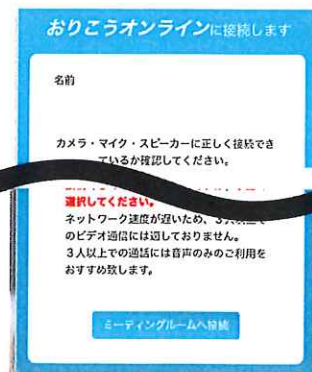 おりこうオンラインに接続します
名前
カメラ・マイク・スピーカーに正しく接続でき
ているか確認してください。
選択してください。
ネットワーク速度が遅いため、3人以上で
のビデオ通信には適しておりません。
3人以上での通話には音声のみのご利用を
おすすめ致します。
ミーティングルームへ接続